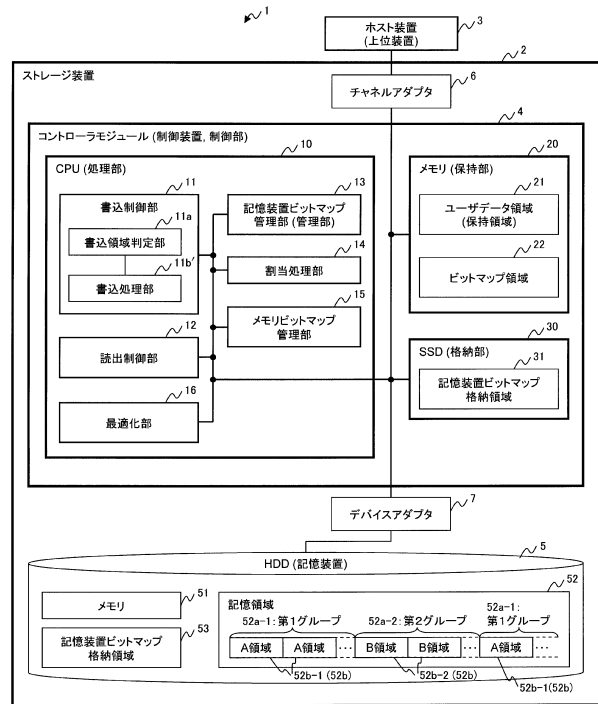 1
ホスト装置
(上位装置)
3
2
ストレージ装置
6
チャネルアダプタ
4
コントローラモジュール (制御装置, 制御部)
10
CPU (処理部)
11
書込制御部
11a
書込領域判定部
11b'
書込処理部
12
読出制御部
16
最適化部
13
記憶装置ビットマップ
管理部 (管理部)
14
割当処理部
15
メモリビットマップ
管理部
20
メモリ (保持部)
21
ユーザデータ領域
(保持領域)
22
ビットマップ領域
30
SSD (格納部)
31
記憶装置ビットマップ
格納領域
7
デバイスアダプタ
5
HDD (記憶装置)
51
メモリ
53
記憶装置ビットマップ
格納領域
52
記憶領域
52a-1: 第1グループ
52a-2: 第2グループ
52a-1:
第1グループ
A領域 A領域 … B領域 B領域 … A領域 …
52b-1 (52b)
52b-2 (52b)
52b-1(52b)